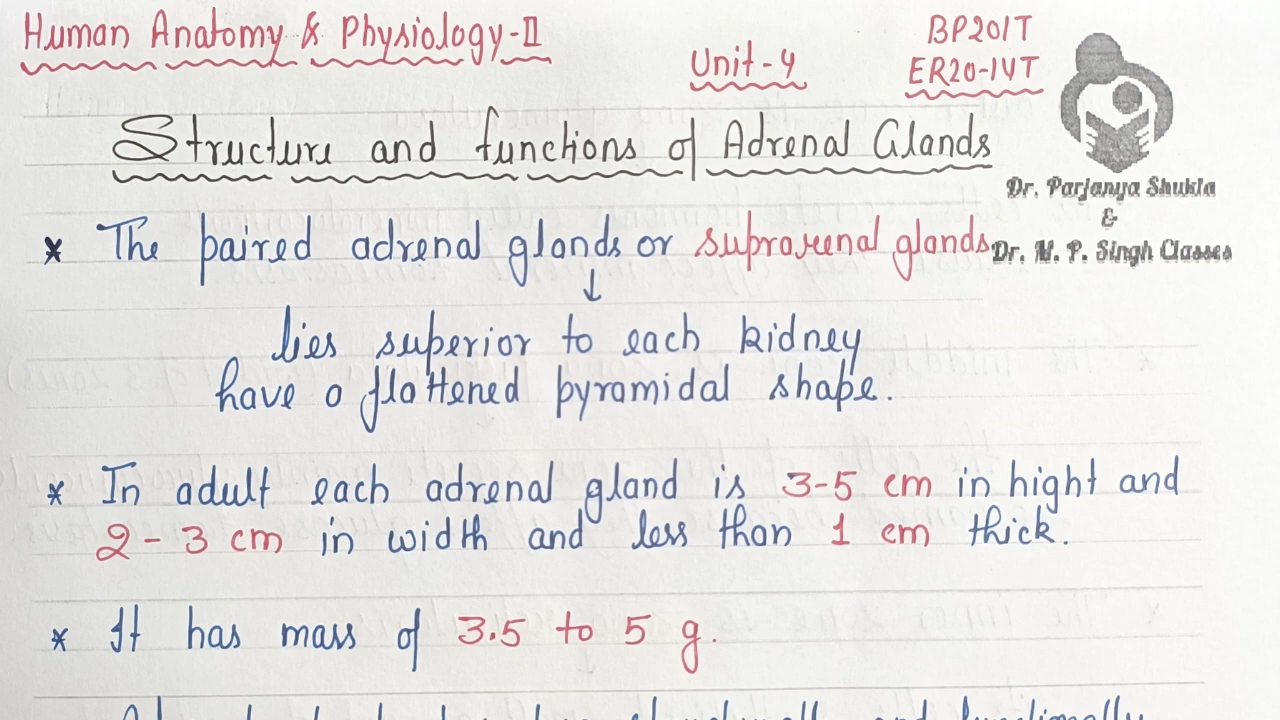 Human Anatomy & Physiology-II
Unit-4
BP201T
ER20-14T
Structure and functions of Adrenal Glands
Dr. Parjanya Shukla
&
Dr. M. P. Singh Classes
* The paired adrenal glands or suprarenal glands
↓
lies superior to each kidney
have a flattened pyramidal shape.
* In adult each adrenal gland is 3-5 cm in hight and
2-3 cm in width and less than 1 cm thick.
* It has mass of 3.5 to 5 g.
and functionally